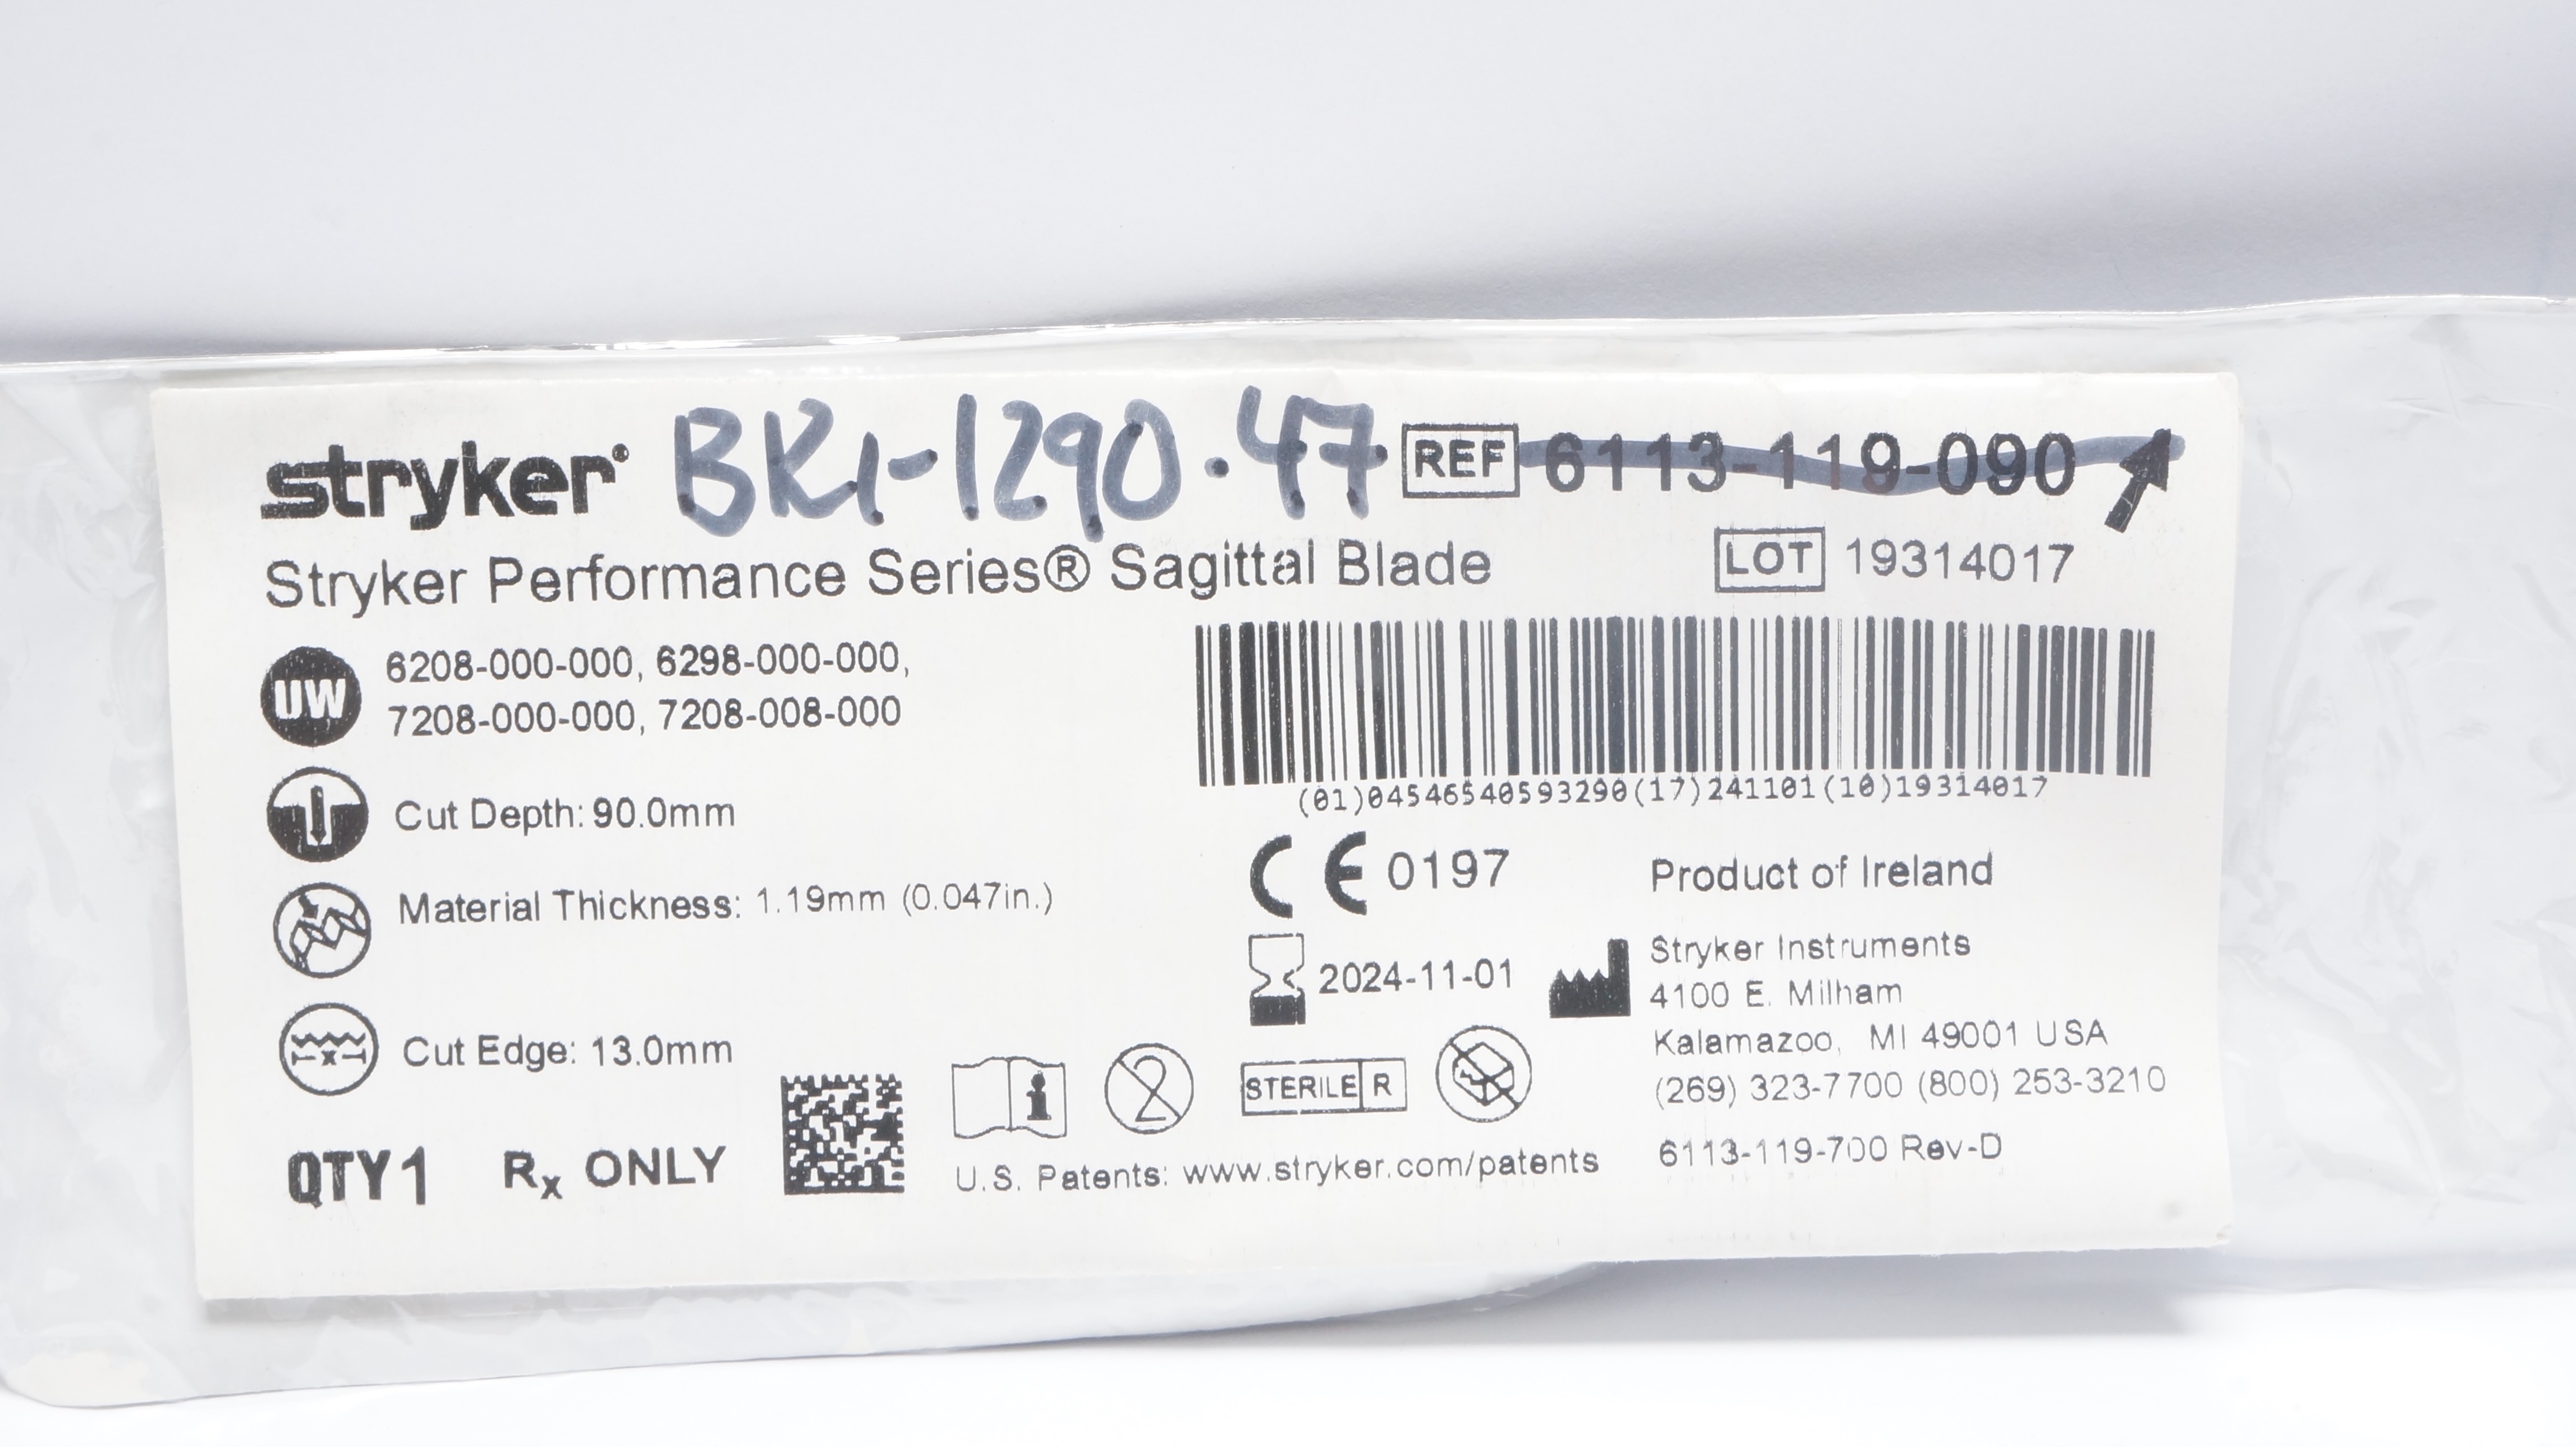 stryker® BK1-1290.47 REF 6113-119-090
Stryker Performance Series® Sagittal Blade LOT 19314017
UW 6208-000-000, 6298-000-000,
7208-000-000, 7208-008-000
(01)04546540593290(17)241101(10)19314017
Cut Depth: 90.0mm
Material Thickness: 1.19mm (0.047in.)
Cut Edge: 13.0mm
QTY 1 Rx ONLY
CE 0197
2024-11-01
2 STERILE R
U.S. Patents: www.stryker.com/patents
Product of Ireland
Stryker Instruments
4100 E. Milham
Kalamazoo, MI 49001 USA
(269) 323-7700 (800) 253-3210
6113-119-700 Rev-D